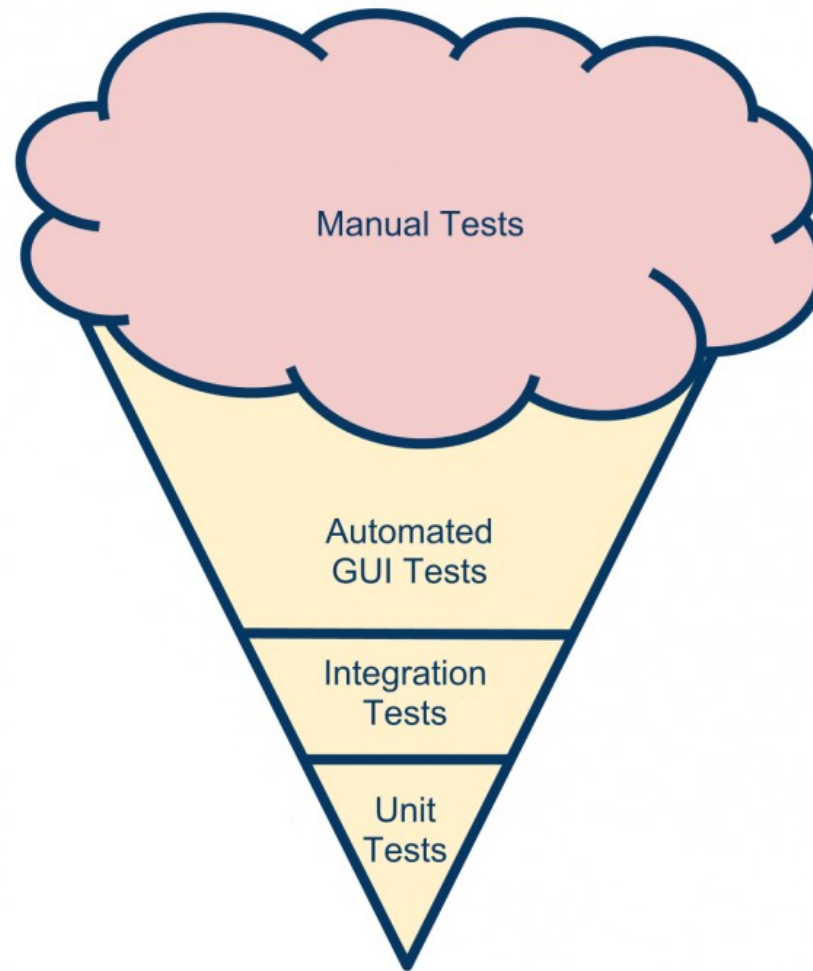 Manual Tests
Automated
GUI Tests
Integration
Tests
Unit
Tests